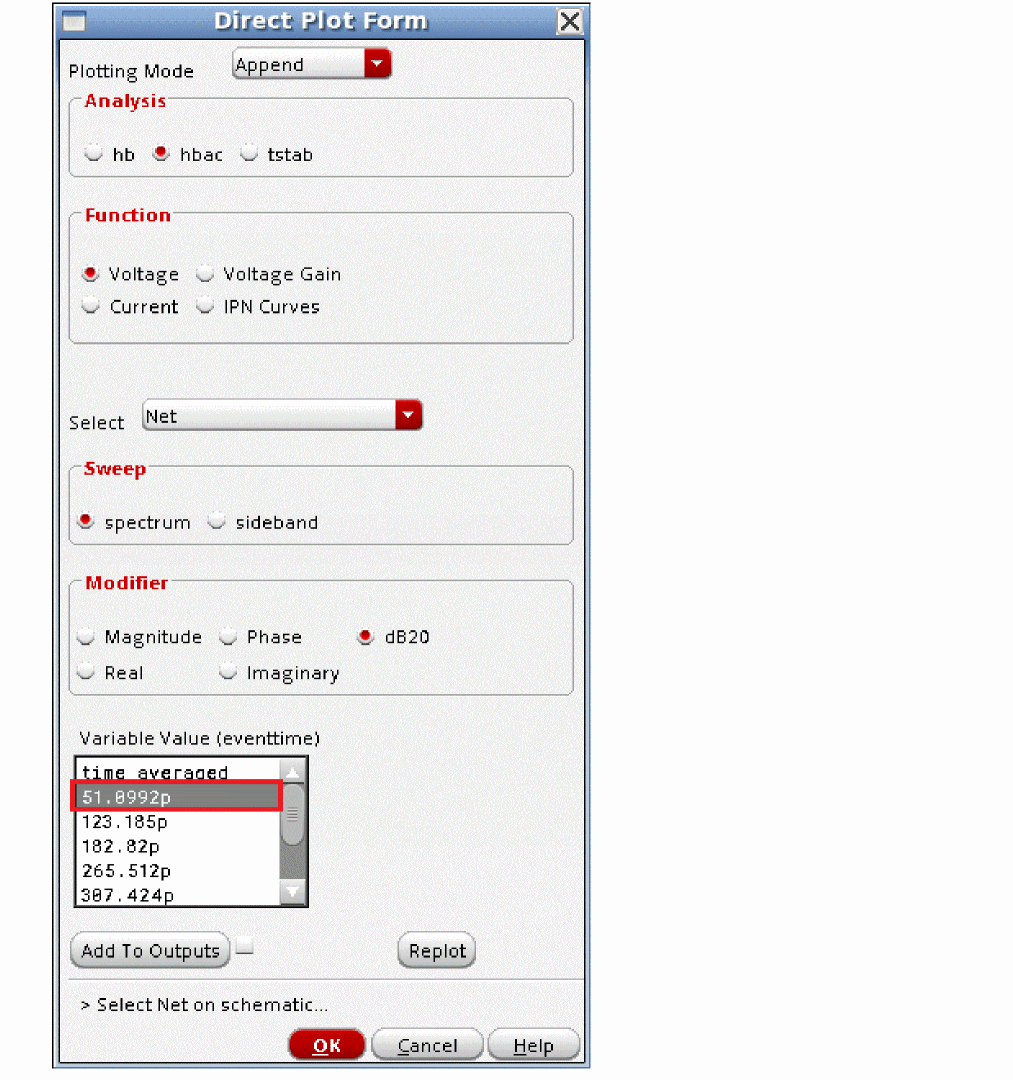 Direct Plot Form
Plotting Mode Append
Analysis
hb hbac tstab
Function
Voltage Voltage Gain
Current IPN Curves
Select Net
Sweep
spectrum sideband
Modifier
Magnitude Phase dB20
Real Imaginary
Variable Value (eventtime)
time averaged
51.0992p
123.185p
182.82p
265.512p
307.424p
Add To Outputs Replot
> Select Net on schematic...
OK Cancel Help